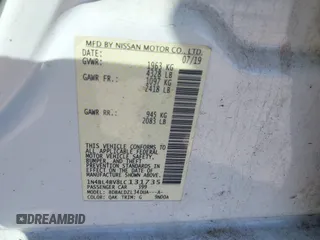 MFD BY NISSAN MOTOR CO., LTD.
DATE: 07/19
GVWR: 1963 KG
4328 LB
GAWR FR: 1097 KG
2418 LB
GAWR RR: 945 KG
2083 LB
THIS VEHICLE CONFORMS TO ALL
APPLICABLE FEDERAL MOTOR
VEHICLE SAFETY,
BUMPER, AND THEFT
PREVENTION STANDARDS
IN EFFECT ON THE DATE OF
MANUFACTURE SHOWN ABOVE.
PASSENGER CAR
MODEL:
COLOR: QAK TRIM: G